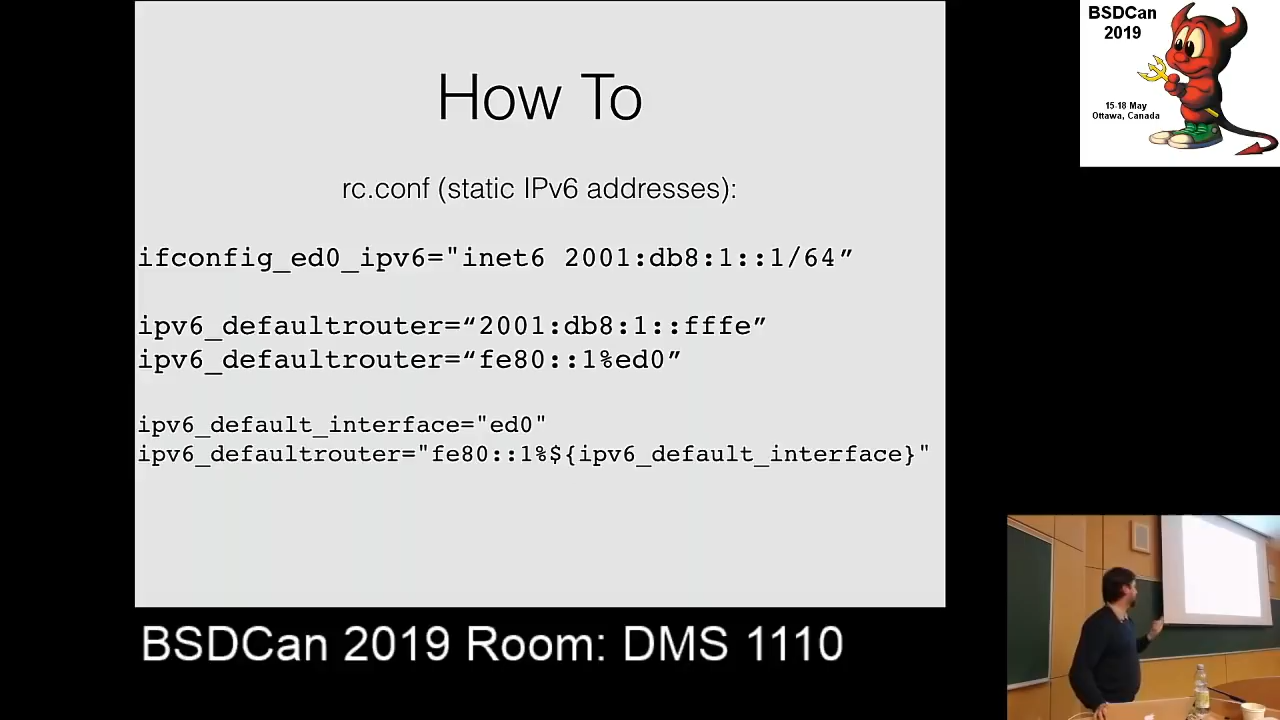 How To
rc.conf (static IPv6 addresses):
ifconfig_ed0_ipv6="inet6 2001:db8:1::1/64”
ipv6_defaultrouter=“2001:db8:1::fffe”
ipv6_defaultrouter=“fe80::1%ed0”
ipv6_default_interface="ed0"
ipv6_defaultrouter="fe80::1%${ipv6_default_interface}"
BSDCan
2019
15-18 May
Ottawa, Canada
BSDCan 2019 Room: DMS 1110